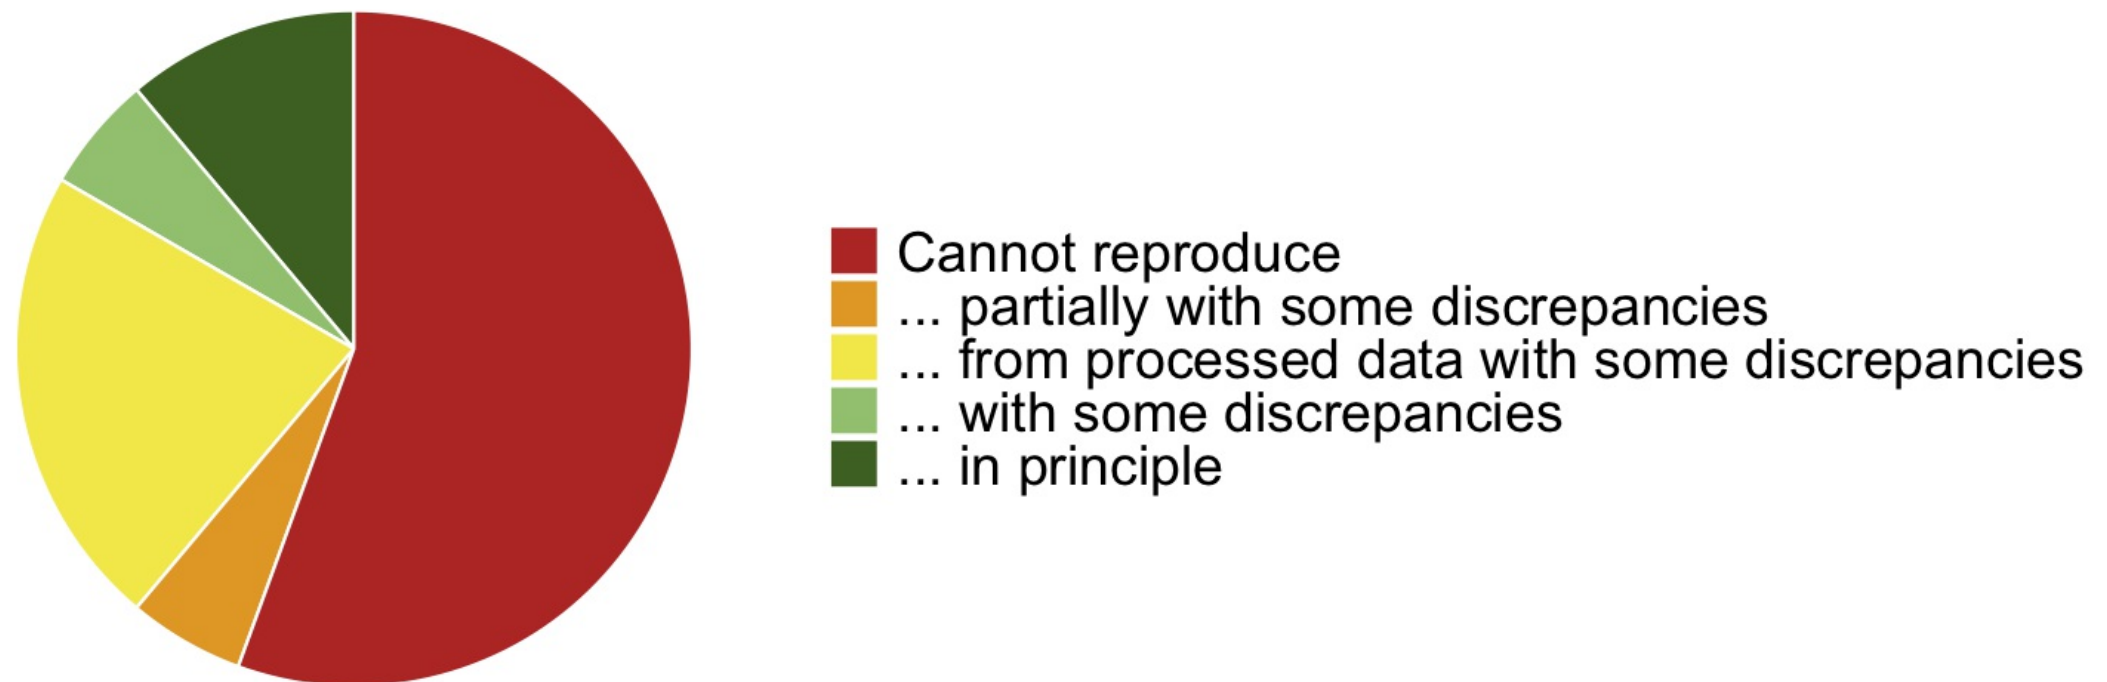 Cannot reproduce
... partially with some discrepancies
... from processed data with some discrepancies
... with some discrepancies
... in principle